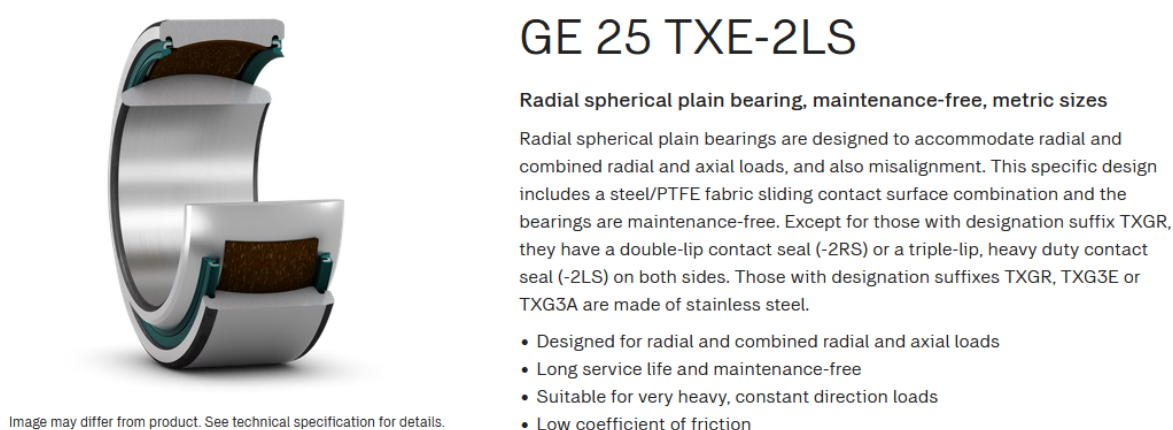 GE 25 TXE-2LS
Radial spherical plain bearing, maintenance-free, metric sizes
Radial spherical plain bearings are designed to accommodate radial and
combined radial and axial loads, and also misalignment. This specific design
includes a steel/PTFE fabric sliding contact surface combination and the
bearings are maintenance-free. Except for those with designation suffix TXGR,
they have a double-lip contact seal (-2RS) or a triple-lip, heavy duty contact
seal (-2LS) on both sides. Those with designation suffixes TXGR, TXG3E or
TXG3A are made of stainless steel.
• Designed for radial and combined radial and axial loads
• Long service life and maintenance-free
• Suitable for very heavy, constant direction loads
• Low coefficient of friction
Image may differ from product. See technical specification for details.